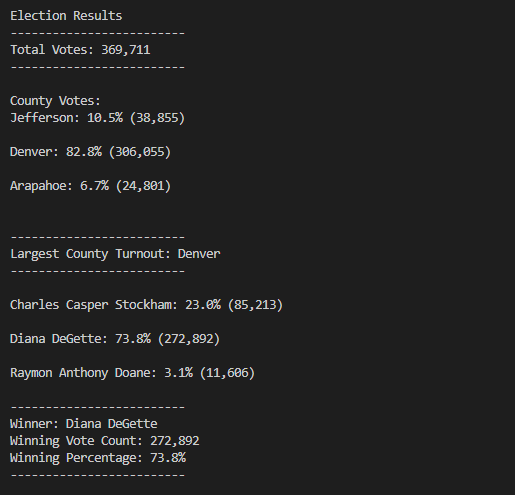 Election Results
-------------------------
Total Votes: 369,711
-------------------------
County Votes:
Jefferson: 10.5% (38,855)
Denver: 82.8% (306,055)
Arapahoe: 6.7% (24,801)
-------------------------
Largest County Turnout: Denver
-------------------------
Charles Casper Stockham: 23.0% (85,213)
Diana DeGette: 73.8% (272,892)
Raymon Anthony Doane: 3.1% (11,606)
-------------------------
Winner: Diana DeGette
Winning Vote Count: 272,892
Winning Percentage: 73.8%
-------------------------